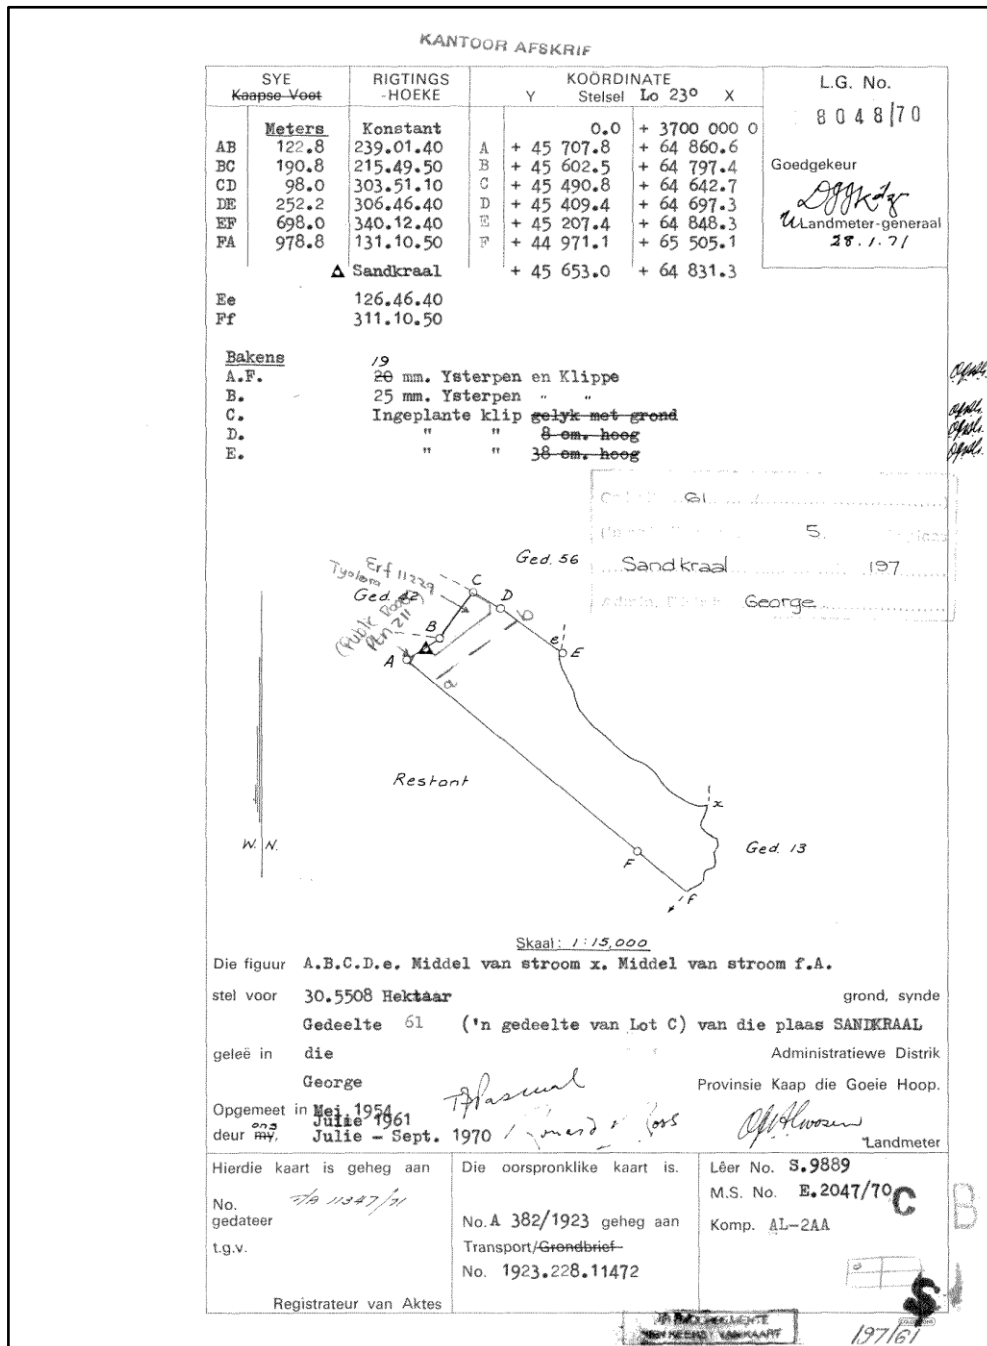 KANTOOR AFSKRIF
SYE
Kaapse Voet
RIGTINGS
-HOEKE
KOÖRDINATE
Y Stelsel Lo 23° X
L.G. No.
8048/70
Meters Konstant 0.0 + 3700 000 0
AB 122.8 239.01.40 A + 45 707.8 + 64 860.6
BC 190.8 215.49.50 B + 45 602.5 + 64 797.4
CD 98.0 303.51.10 C + 45 490.8 + 64 642.7
DE 252.2 306.46.40 D + 45 409.4 + 64 697.3
EF 698.0 340.12.40 E + 45 207.4 + 64 848.3
FA 978.8 131.10.50 F + 44 971.1 + 65 505.1
Goedgekeur
Landmeter-generaal
28.1.71
Sandkraal + 45 653.0 + 64 831.3
Ee 126.46.40
Ff 311.10.50
Bakens
19
A.F. 20 mm. Ysterpen en Klippe
B. 25 mm. Ysterpen " "
C. Ingeplante klip gelyk met grond
D. " " 8 cm. hoog
E. " " 38 cm. hoog
61
5.
Sandkraal 197
George
Ged. 56
Erf 11229
Ged. 42
(Public Road)
Ptn 211
C
D
B
A
e
E
a
b
Restant
x
W. N.
Ged. 13
F
f
Skaal: 1:15,000
Die figuur A.B.C.D.e. Middel van stroom x. Middel van stroom f.A.
stel voor 30.5508 Hektaar grond, synde
Gedeelte 61 ('n gedeelte van Lot C) van die plaas SANDKRAAL
geleë in die Administratiewe Distrik
George Provinsie Kaap die Goeie Hoop.
Opgemeet in Mei 1954
Julie 1961
deur my, ons Julie - Sept. 1970
Landmeter
Hierdie kaart is geheg aan
No. T/A 11347/71
gedateer
t.g.v.
Registrateur van Aktes
Die oorspronklike kaart is.
No. A 382/1923 geheg aan
Transport/Grondbrief
No. 1923.228.11472
Lêer No. S.9889
M.S. No. E.2047/70
Komp. AL-2AA
C
B
S
197/61